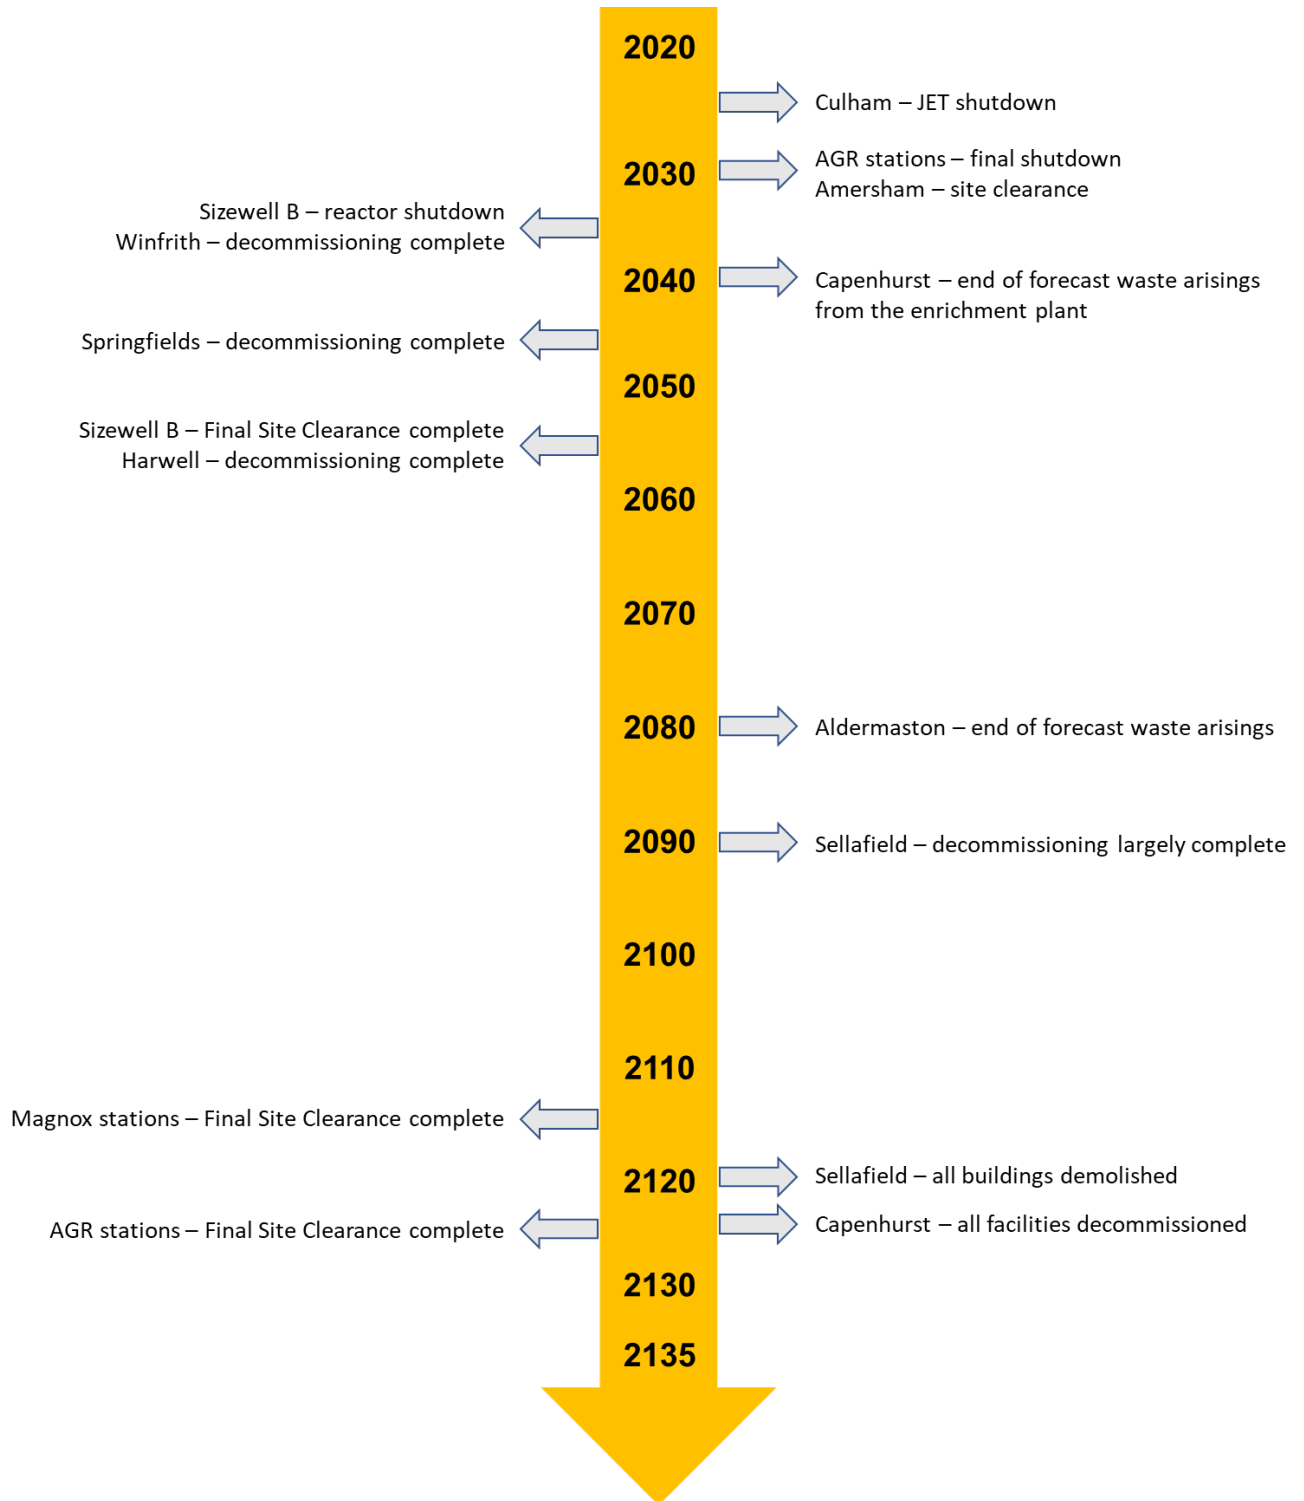 2020
Culham – JET shutdown
AGR stations – final shutdown
2030
Amersham – site clearance
Sizewell B – reactor shutdown
Winfrith – decommissioning complete
2040
Capenhurst – end of forecast waste arisings
from the enrichment plant
Springfields – decommissioning complete
2050
Sizewell B – Final Site Clearance complete
Harwell – decommissioning complete
2060
2070
2080
Aldermaston – end of forecast waste arisings
2090
Sellafield – decommissioning largely complete
2100
2110
Magnox stations – Final Site Clearance complete
2120
Sellafield – all buildings demolished
AGR stations – Final Site Clearance complete
Capenhurst – all facilities decommissioned
2130
2135